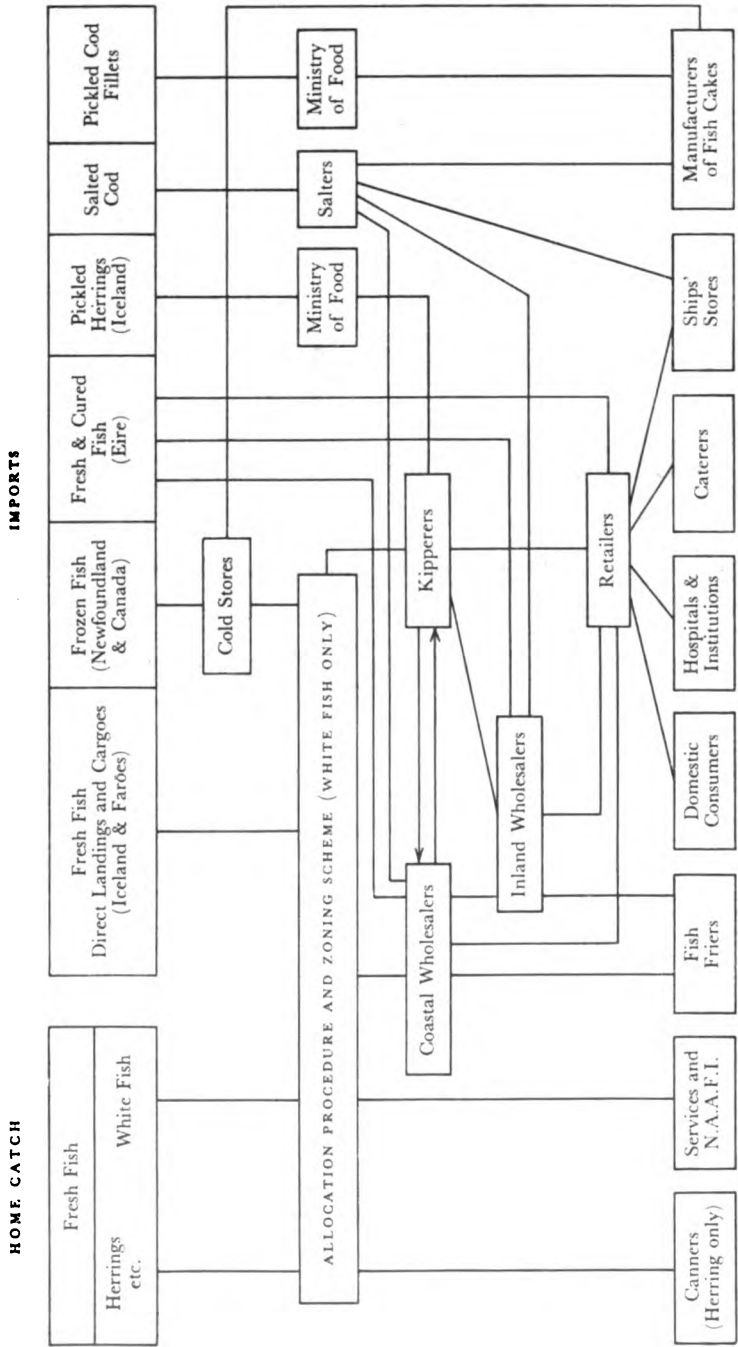 HOME CATCH
IMPORTS
Fresh Fish
Herrings
etc.
White Fish
Fresh Fish
Direct Landings and Cargoes
(Iceland & Faröes)
Frozen Fish
(Newfoundland
& Canada)
Fresh & Cured
Fish
(Eire)
Pickled
Herrings
(Iceland)
Salted
Cod
Pickled Cod
Fillets
Cold Stores
ALLOCATION PROCEDURE AND ZONING SCHEME (WHITE FISH ONLY)
Ministry
of Food
Salters
Ministry
of Food
Coastal Wholesalers
Kipperers
Inland Wholesalers
Retailers
Canners
(Herring only)
Services and
N.A.A.F.I.
Fish
Friers
Domestic
Consumers
Hospitals &
Institutions
Caterers
Ships'
Stores
Manufacturers
of Fish Cakes